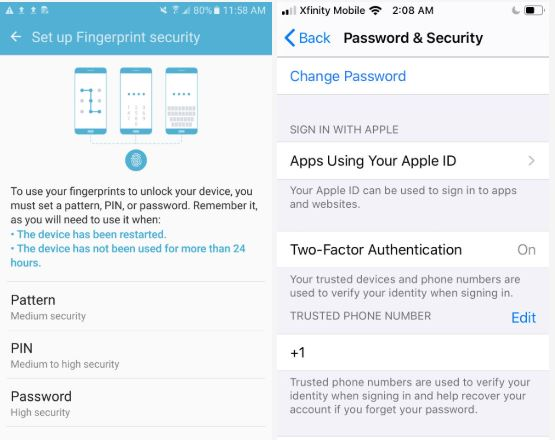 80% 11:58 AM
Set up Fingerprint security
To use your fingerprints to unlock your device, you
must set a pattern, PIN, or password. Remember it,
as you will need to use it when:
• The device has been restarted.
• The device has not been used for more than 24
hours.
Pattern
Medium security
PIN
Medium to high security
Password
High security
Xfinity Mobile 2:08 AM
Back Password & Security
Change Password
SIGN IN WITH APPLE
Apps Using Your Apple ID
Your Apple ID can be used to sign in to apps
and websites.
Two-Factor Authentication On
Your trusted devices and phone numbers are
used to verify your identity when signing in.
TRUSTED PHONE NUMBER Edit
+1
Trusted phone numbers are used to verify your
identity when signing in and help recover your
account if you forget your password.